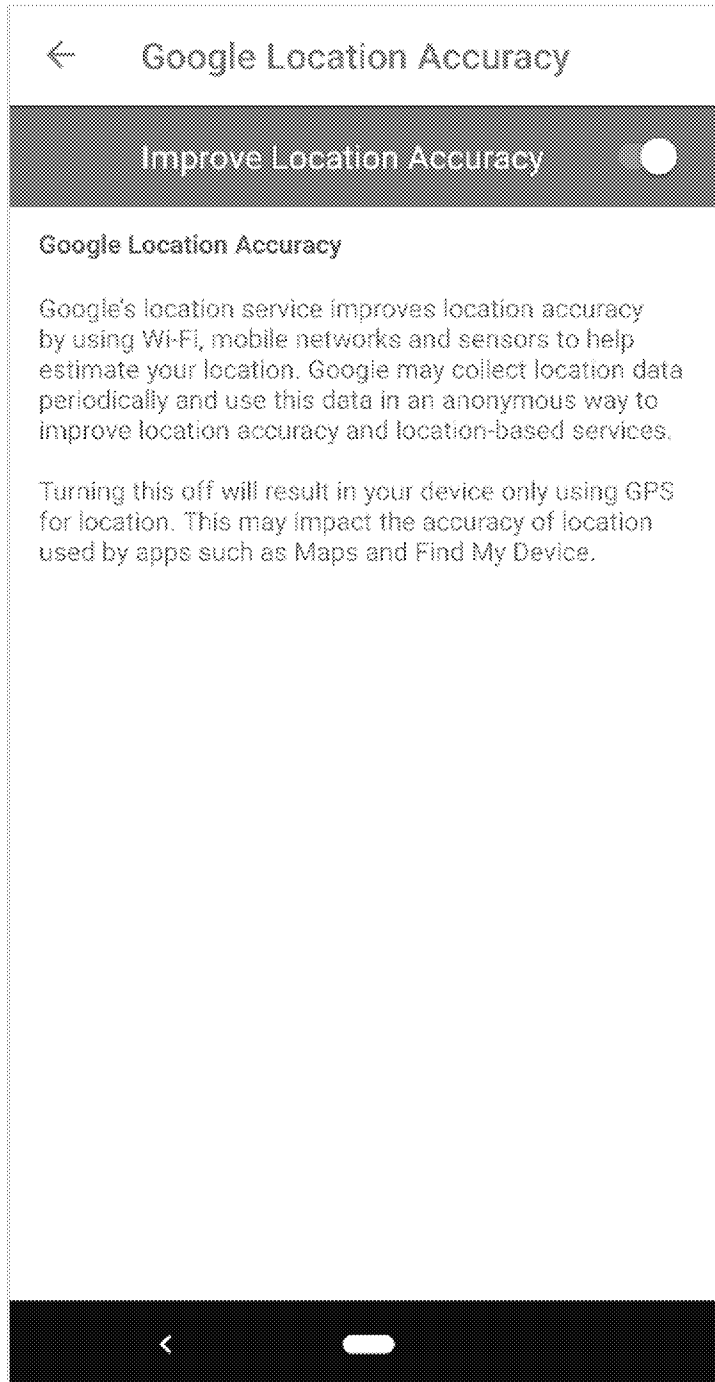 Google Location Accuracy
Improve Location Accuracy
Google Location Accuracy
Google's location service improves location accuracy
by using Wi-Fi, mobile networks and sensors to help
estimate your location. Google may collect location data
periodically and use this data in an anonymous way to
improve location accuracy and location-based services.
Turning this off will result in your device only using GPS
for location. This may impact the accuracy of location
used by apps such as Maps and Find My Device.